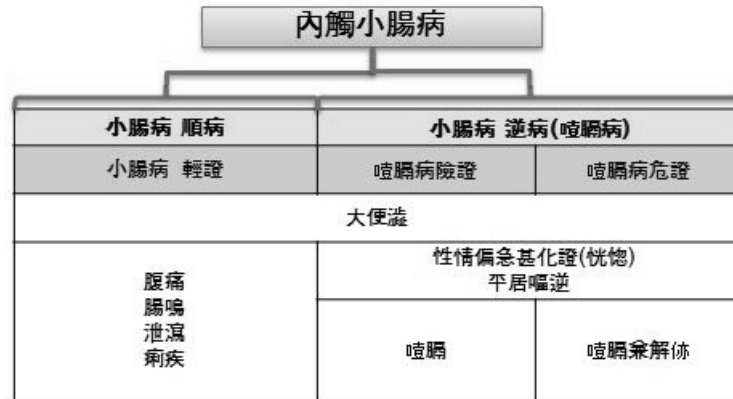 內觸小腸病
小腸病 順病
小腸病 逆病(噎膈病)
小腸病 輕證
噎膈病險證
噎膈病危證
大便澁
腹痛
腸鳴
泄瀉
痢疾
性情偏急甚化證(恍惚)
平居嘔逆
噎膈
噎膈兼解㑊